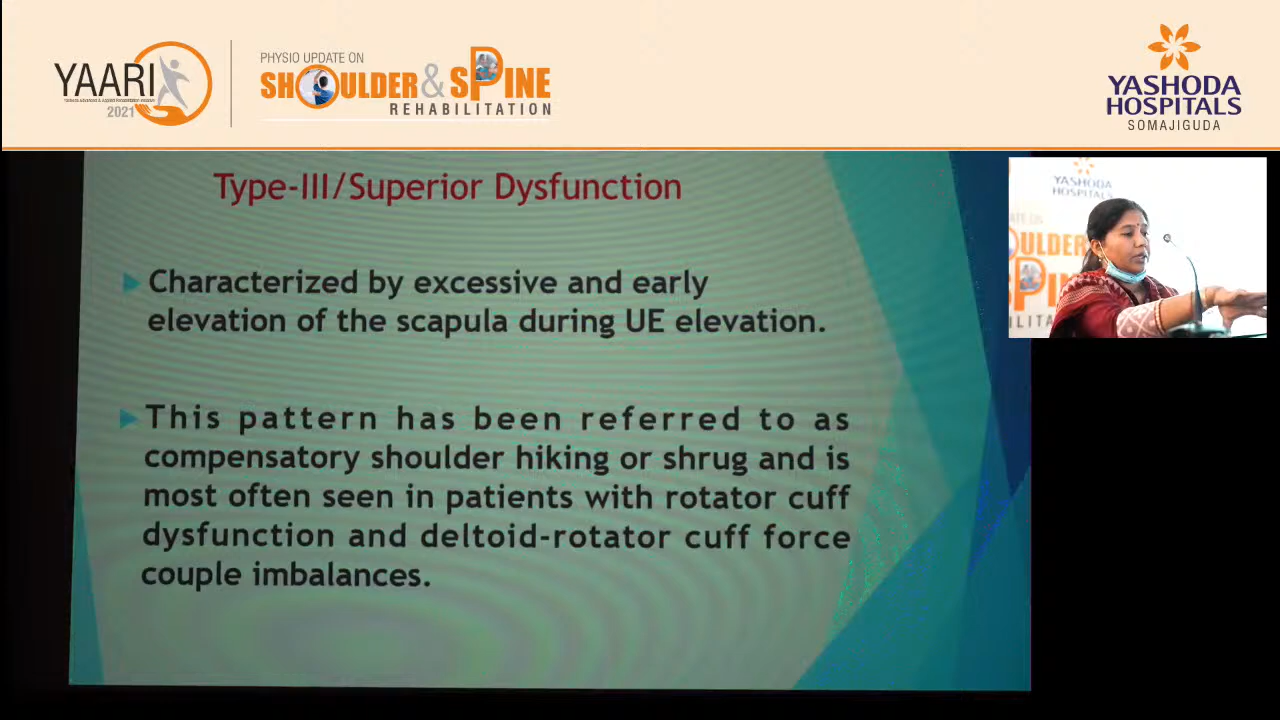 YAARI
2021
PHYSIO UPDATE ON
SHOULDER & SPINE
REHABILITATION
YASHODA
HOSPITALS
SOMAJIGUDA
Type-III/Superior Dysfunction
Characterized by excessive and early
elevation of the scapula during UE elevation.
This pattern has been referred to as
compensatory shoulder hiking or shrug and is
most often seen in patients with rotator cuff
dysfunction and deltoid-rotator cuff force
couple imbalances.
YASHODA
HOSPITALS